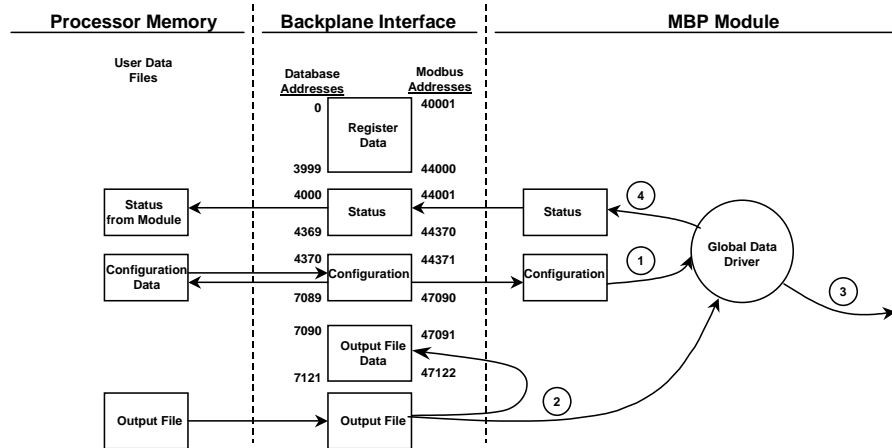 Processor Memory
Backplane Interface
MBP Module
User Data
Files
Database
Addresses
Modbus
Addresses
0
40001
Register
Data
3999
44000
Status
from Module
4000
44001
Status
4369
44370
Status
4
Global Data
Driver
Configuration
Data
4370
44371
Configuration
7089
47090
Configuration
1
3
7090
47091
Output File
Data
7121
47122
2
Output File
Output File